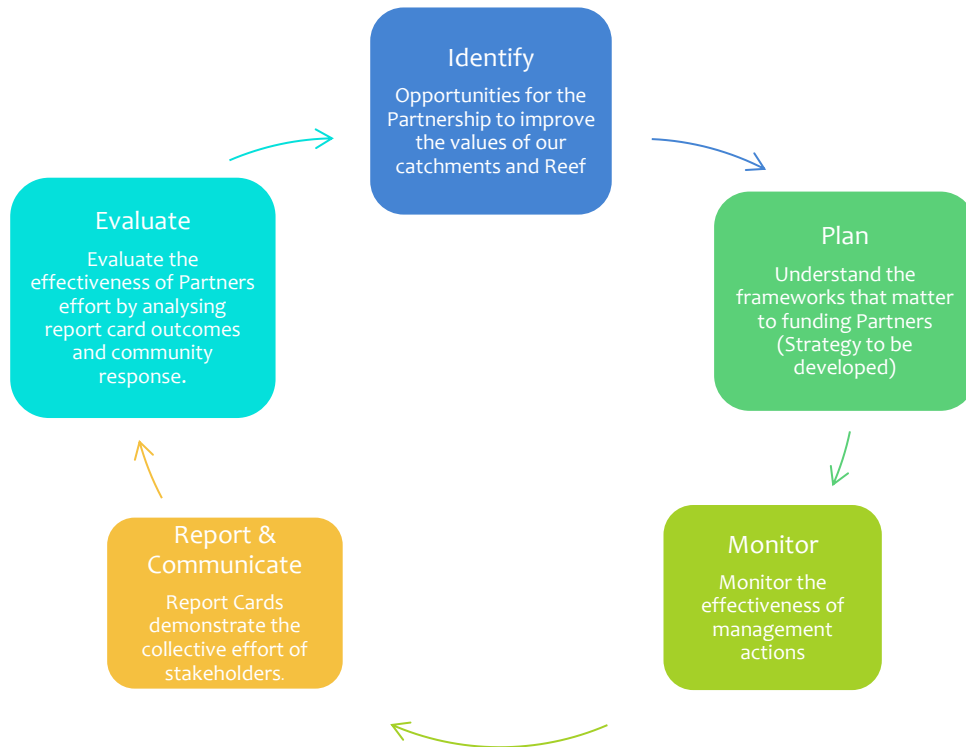 Identify
Opportunities for the
Partnership to improve
the values of our
catchments and Reef
Plan
Understand the
frameworks that matter
to funding Partners
(Strategy to be
developed)
Monitor
Monitor the
effectiveness of
management
actions
Report &
Communicate
Report Cards
demonstrate the
collective effort of
stakeholders.
Evaluate
Evaluate the
effectiveness of Partners
effort by analysing
report card outcomes
and community
response.